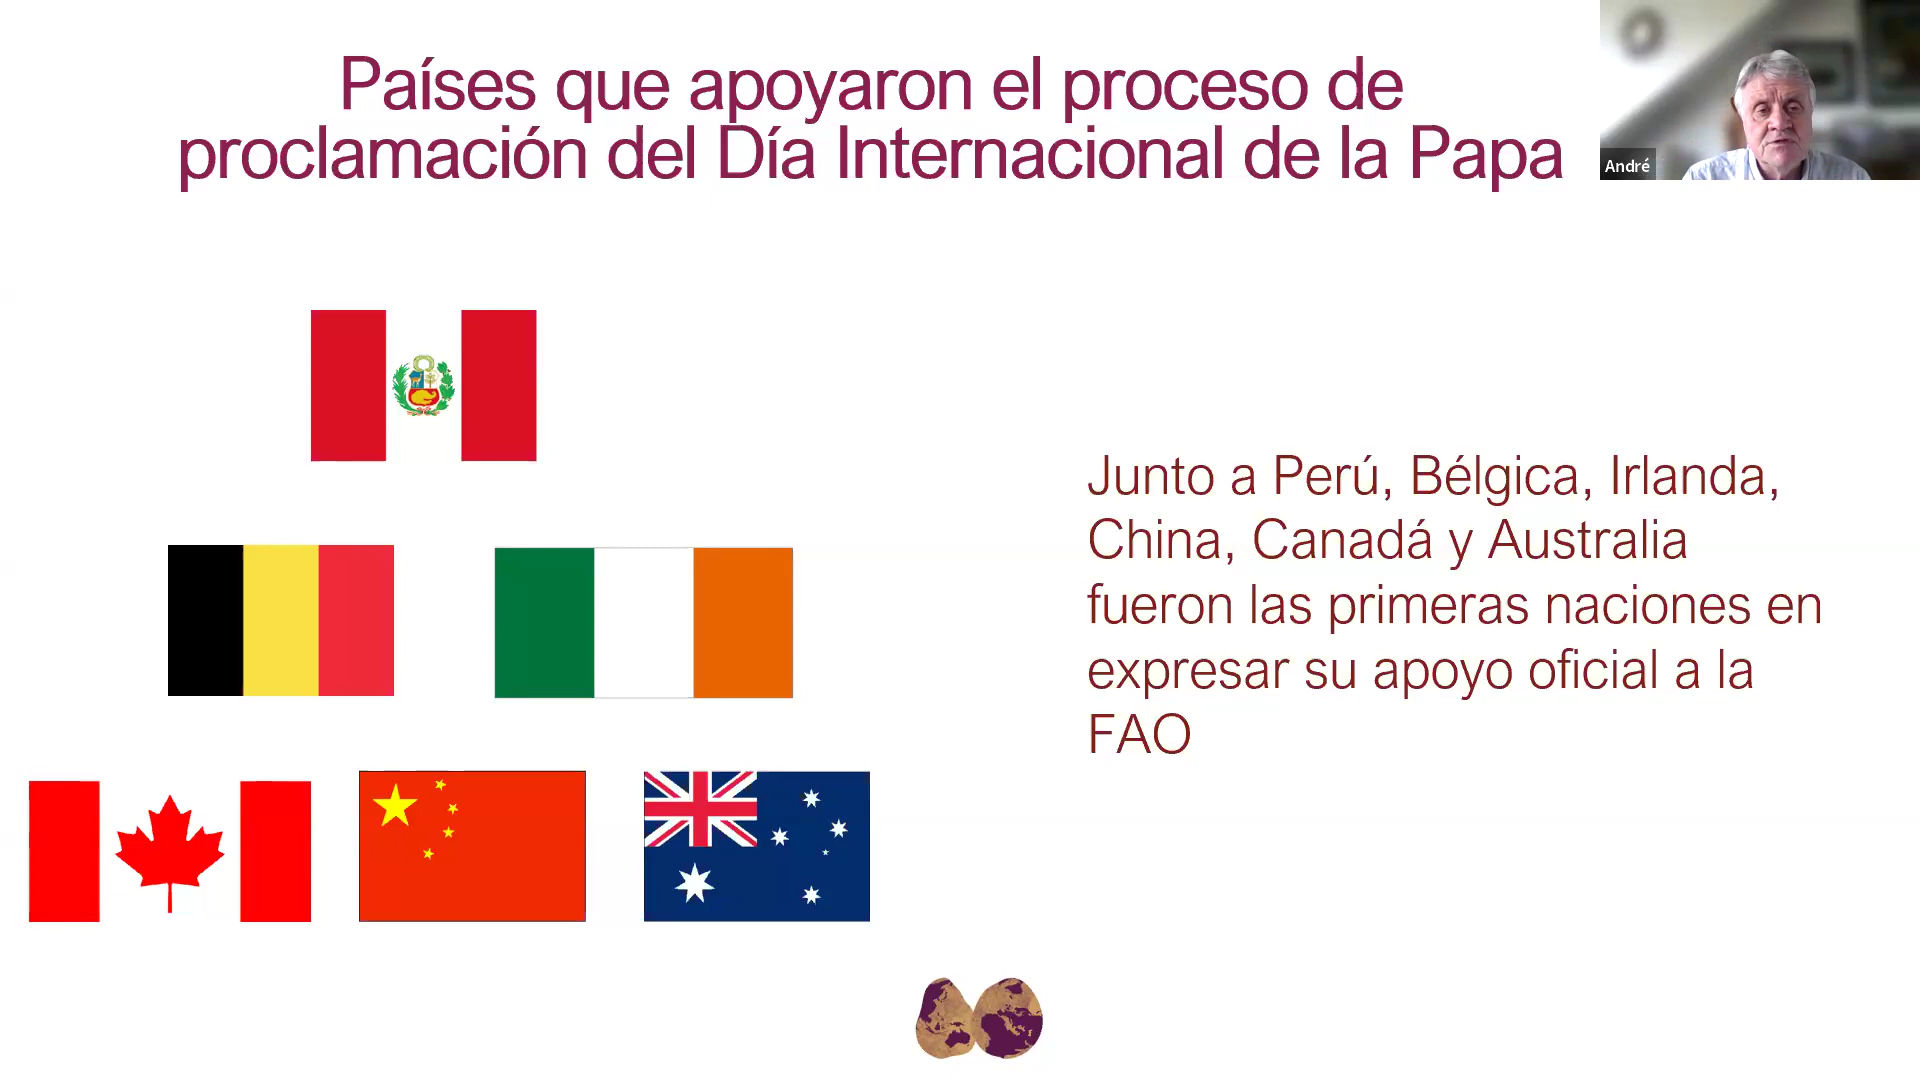 Países que apoyaron el proceso de
proclamación del Día Internacional de la Papa
André
Junto a Perú, Bélgica, Irlanda,
China, Canadá y Australia
fueron las primeras naciones en
expresar su apoyo oficial a la
FAO